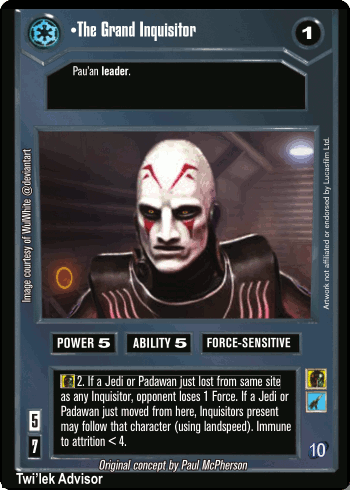 •The Grand Inquisitor
1
Pau'an leader.
Image courtesy of WulWhite @deviantart
Artwork not affiliated or endorsed by Lucasfilm Ltd.
POWER 5
ABILITY 5
FORCE-SENSITIVE
2. If a Jedi or Padawan just lost from same site
as any Inquisitor, opponent loses 1 Force. If a Jedi or
Padawan just moved from here, Inquisitors present
may follow that character (using landspeed). Immune
to attrition < 4.
5
7
10
Original concept by Paul McPherson
Twi'lek Advisor